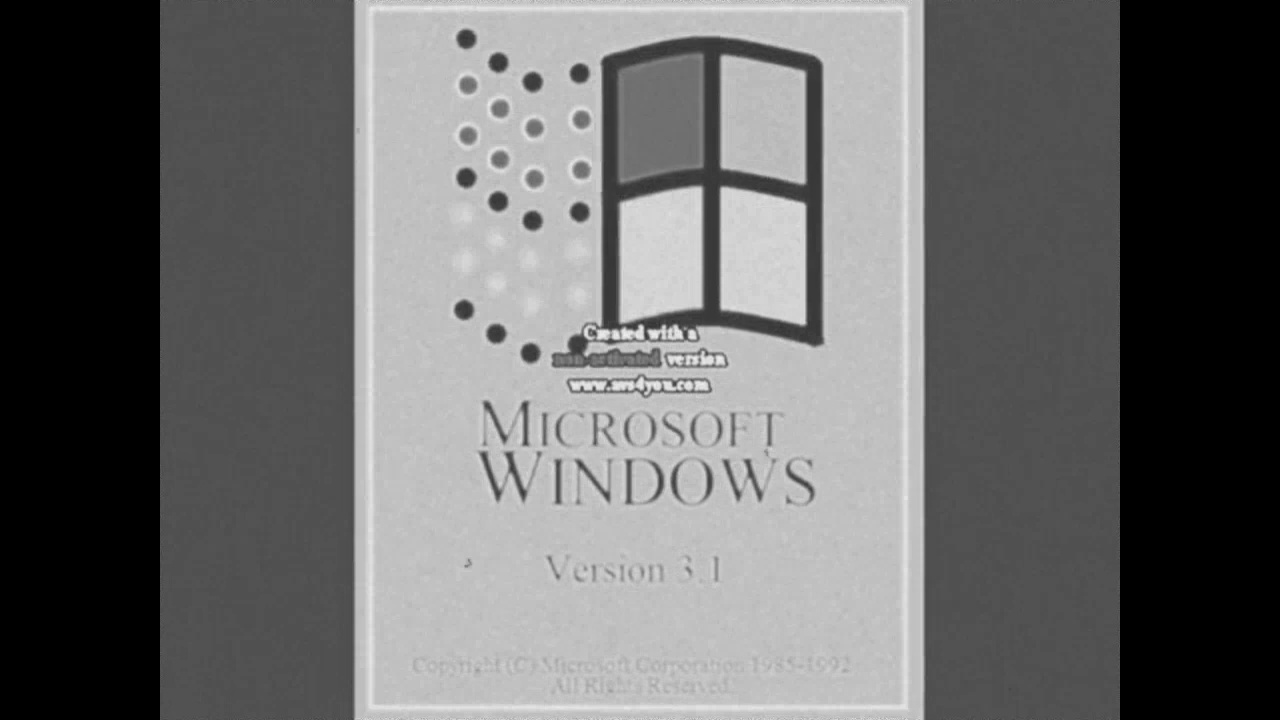 Created with a
non-activated version
www.avs4you.com
MICROSOFT
WINDOWS
Version 3.1
Copyright (C) Microsoft Corporation 1985-1992
All Rights Reserved.